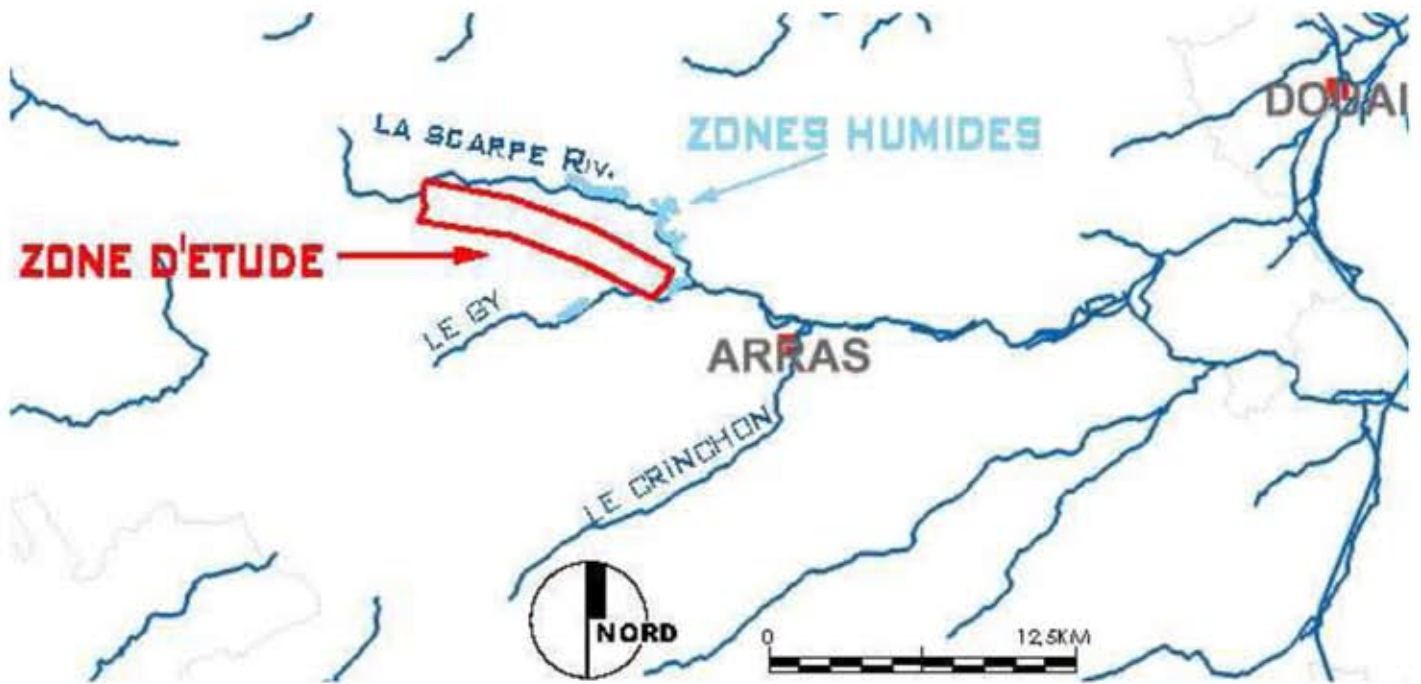 DOUAI
LA SCARPE RIV.
ZONES HUMIDES
ZONE D'ETUDE
LE GY
ARRAS
LE CRINCHON
NORD
0 12,5KM